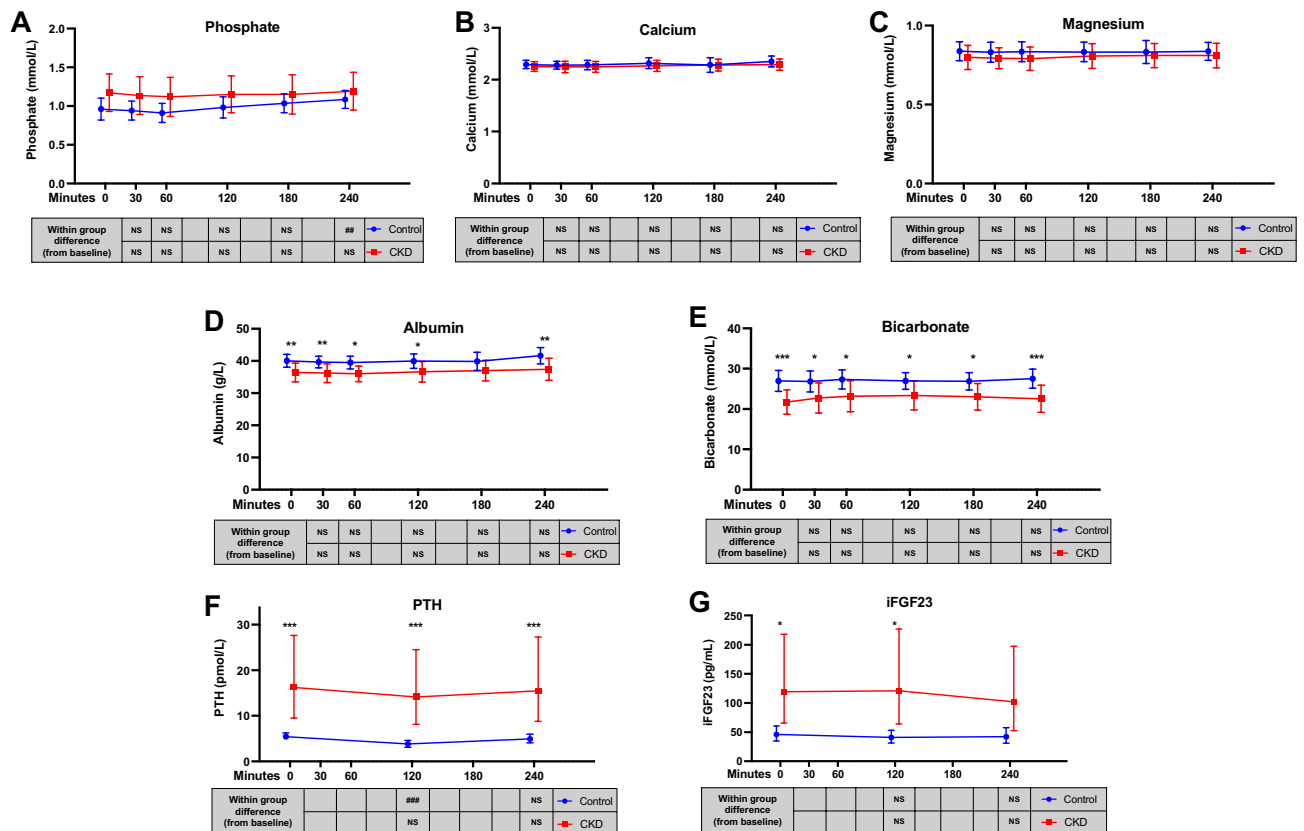 A
Phosphate
Phosphate (mmol/L)
2.0
1.5
1.0
0.5
0.0
Minutes 0 30 60 120 180 240
Within group difference (from baseline)
NS NS NS NS ## Control
NS NS NS NS NS CKD
B
Calcium
Calcium (mmol/L)
3
2
1
0
Minutes 0 30 60 120 180 240
Within group difference (from baseline)
NS NS NS NS NS Control
NS NS NS NS NS CKD
C
Magnesium
Magnesium (mmol/L)
1.0
0.5
0.0
Minutes 0 30 60 120 180 240
Within group difference (from baseline)
NS NS NS NS NS Control
NS NS NS NS NS CKD
D
Albumin
Albumin (g/L)
50
40
30
20
10
0
** ** * * **
Minutes 0 30 60 120 180 240
Within group difference (from baseline)
NS NS NS NS Control
NS NS NS NS CKD
E
Bicarbonate
Bicarbonate (mmol/L)
40
30
20
10
0
*** * * * * ***
Minutes 0 30 60 120 180 240
Within group difference (from baseline)
NS NS NS NS NS Control
NS NS NS NS NS CKD
F
PTH
PTH (pmol/L)
30
20
10
0
*** *** ***
Minutes 0 30 60 120 180 240
Within group difference (from baseline)
### NS Control
NS NS CKD
G
iFGF23
iFGF23 (pg/mL)
250
200
150
100
50
0
* *
Minutes 0 30 60 120 180 240
Within group difference (from baseline)
NS NS Control
NS NS CKD